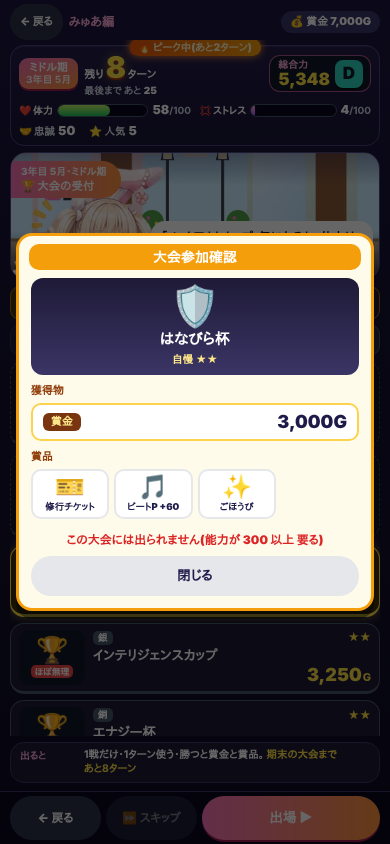 ← 戻る
みゅあ編
💰 賞金 7,000G
🔥 ピーク中(あと2ターン)
ミドル期
3年目 5月
残り 8 ターン
最後まで あと 25
総合力
5,348 D
❤️ 体力 58/100
💢 ストレス 4/100
🤝 忠誠 50
⭐ 人気 5
3年目 5月・ミドル期
🏆 大会の受付
大会参加確認
はなびら杯
自慢 ★★
獲得物
賞金
3,000G
賞品
修行チケット
ビートP +60
ごほうび
この大会には出られません(能力が 300 以上 要る)
閉じる
銀
★★
インテリジェンスカップ
ほぼ無理
3,250G
銅
★★
エナジー杯
出ると
1戦だけ・1ターン使う・勝つと賞金と賞品。期末の大会まで
あと8ターン
← 戻る
⏩ スキップ
出場 ▶